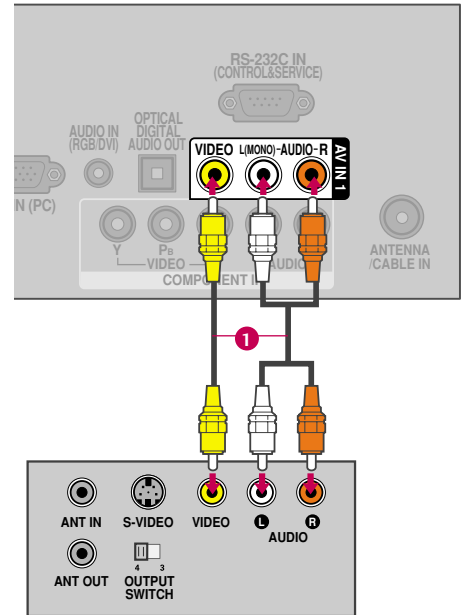 RS-232C IN
(CONTROL&SERVICE)
OPTICAL
DIGITAL
AUDIO OUT
AUDIO IN
(RGB/DVI)
VIDEO L(MONO)-AUDIO-R
AV IN 1
N (PC)
Y PB
VIDEO
AUDIO
COMPONENT I
ANTENNA
/CABLE IN
1
ANT IN S-VIDEO VIDEO L R
AUDIO
4 3
ANT OUT OUTPUT
SWITCH